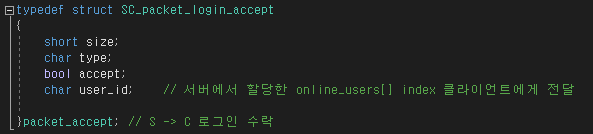 typedef struct SC_packet_login_accept
{
short size;
char type;
bool accept;
char user_id; // 서버에서 할당한 online_users[] index 클라이언트에게 전달
}packet_accept; // S -> C 로그인 수락